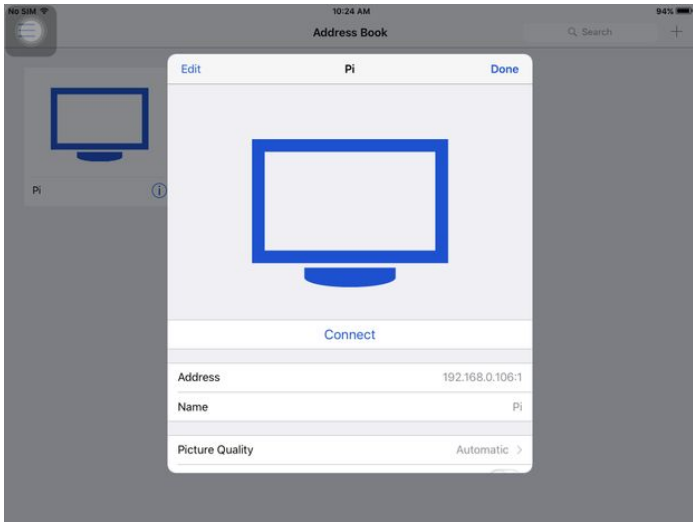 No SIM 10:24 AM 94%
Address Book Search
Edit Pi Done
Pi
Connect
Address 192.168.0.106:1
Name Pi
Picture Quality Automatic